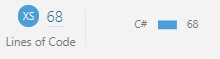 XS 68
Lines of Code
C# 68